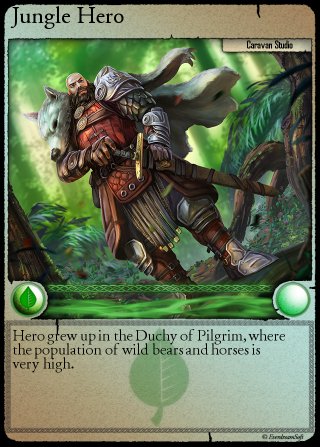 Jungle Hero
Caravan Studio
Hero grew up in the Duchy of Pilgrim, where
the population of wild bears and horses is
very high.
© EverdreamSoft